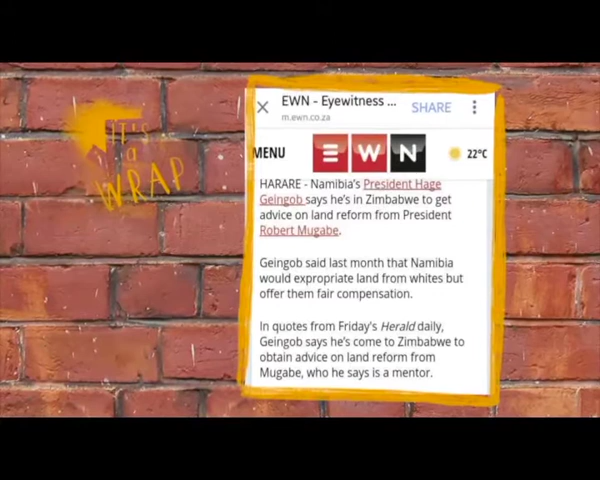 IT'S
a
WRAP
EWN - Eyewitness ...
SHARE
m.ewn.co.za
MENU
EWN
22°C
HARARE - Namibia's President Hage
Geingob says he's in Zimbabwe to get
advice on land reform from President
Robert Mugabe.
Geingob said last month that Namibia
would expropriate land from whites but
offer them fair compensation.
In quotes from Friday's Herald daily,
Geingob says he's come to Zimbabwe to
obtain advice on land reform from
Mugabe, who he says is a mentor.